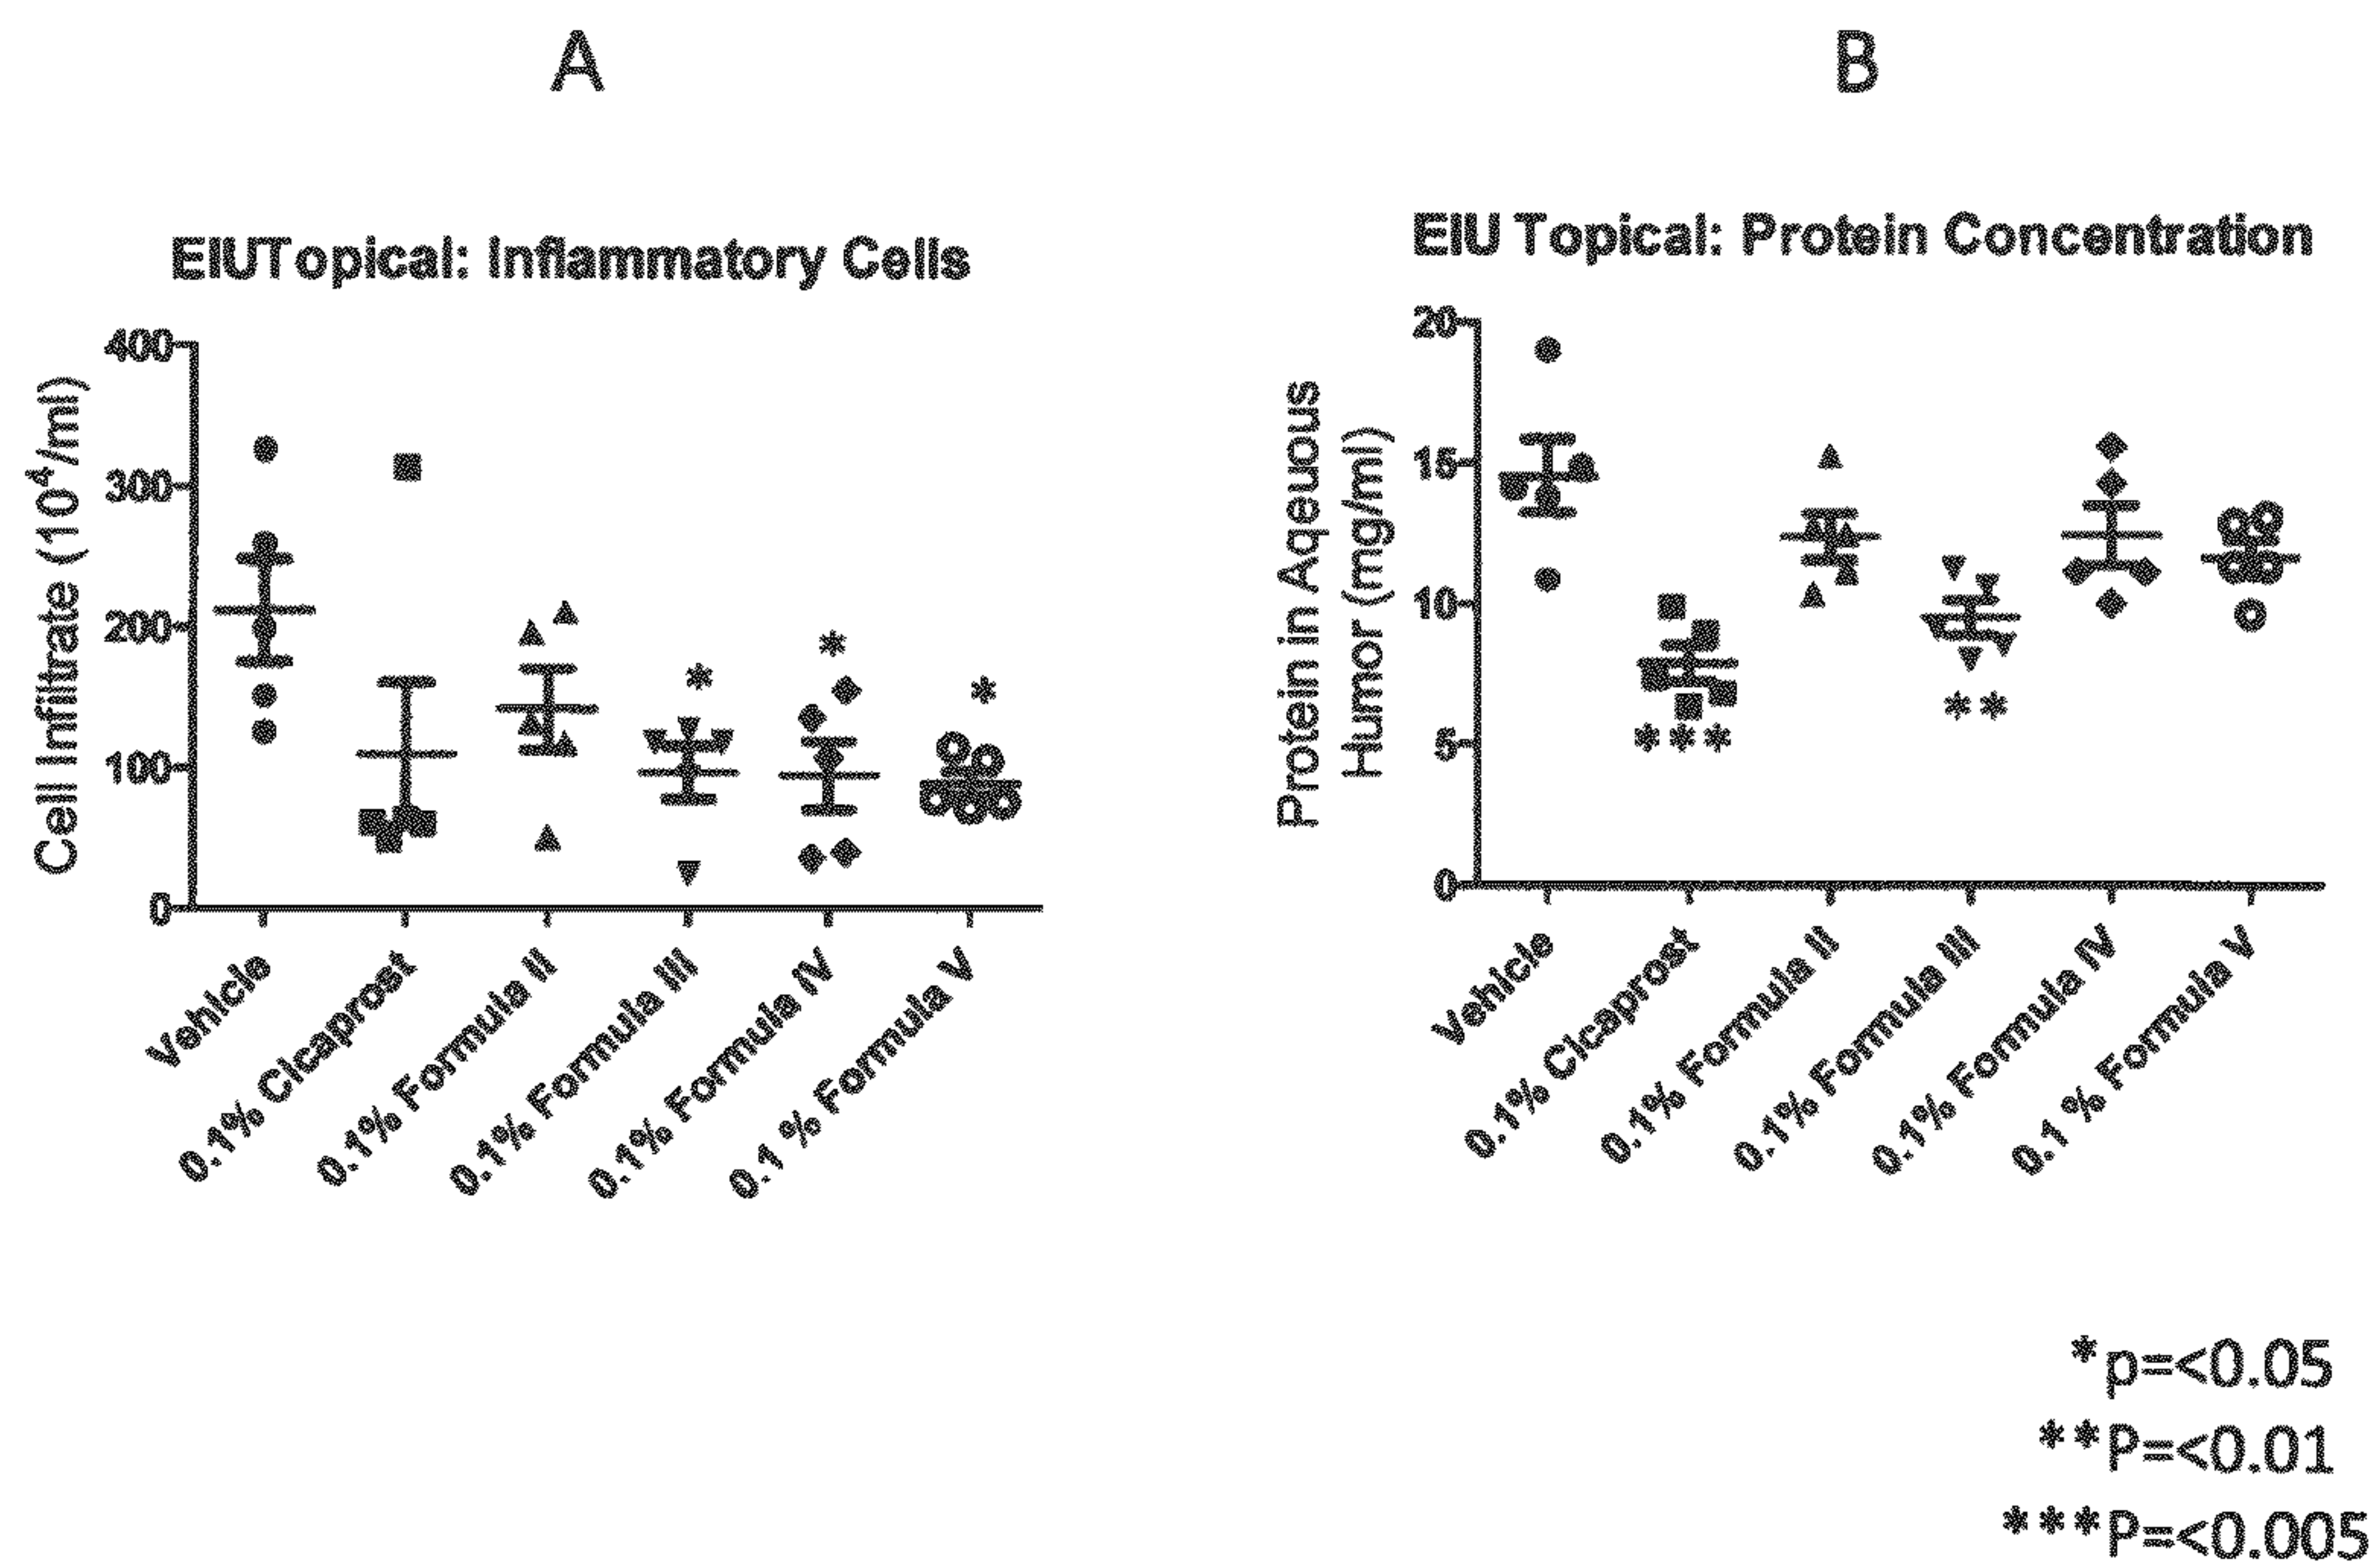 A
EIUTopical: Inflammatory Cells
Cell Infiltrate (10⁴/ml)
400
300
200
100
0
*
*
*
Vehicle
0.1% Cicaprost
0.1% Formula II
0.1% Formula III
0.1% Formula IV
0.1 % Formula V
B
EIU Topical: Protein Concentration
Protein in Aqeuous
Humor (mg/ml)
20
15
10
5
0
***
**
Vehicle
0.1% Cicaprost
0.1% Formula II
0.1% Formula III
0.1% Formula IV
0.1 % Formula V
*p=<0.05
**P=<0.01
***P=<0.005